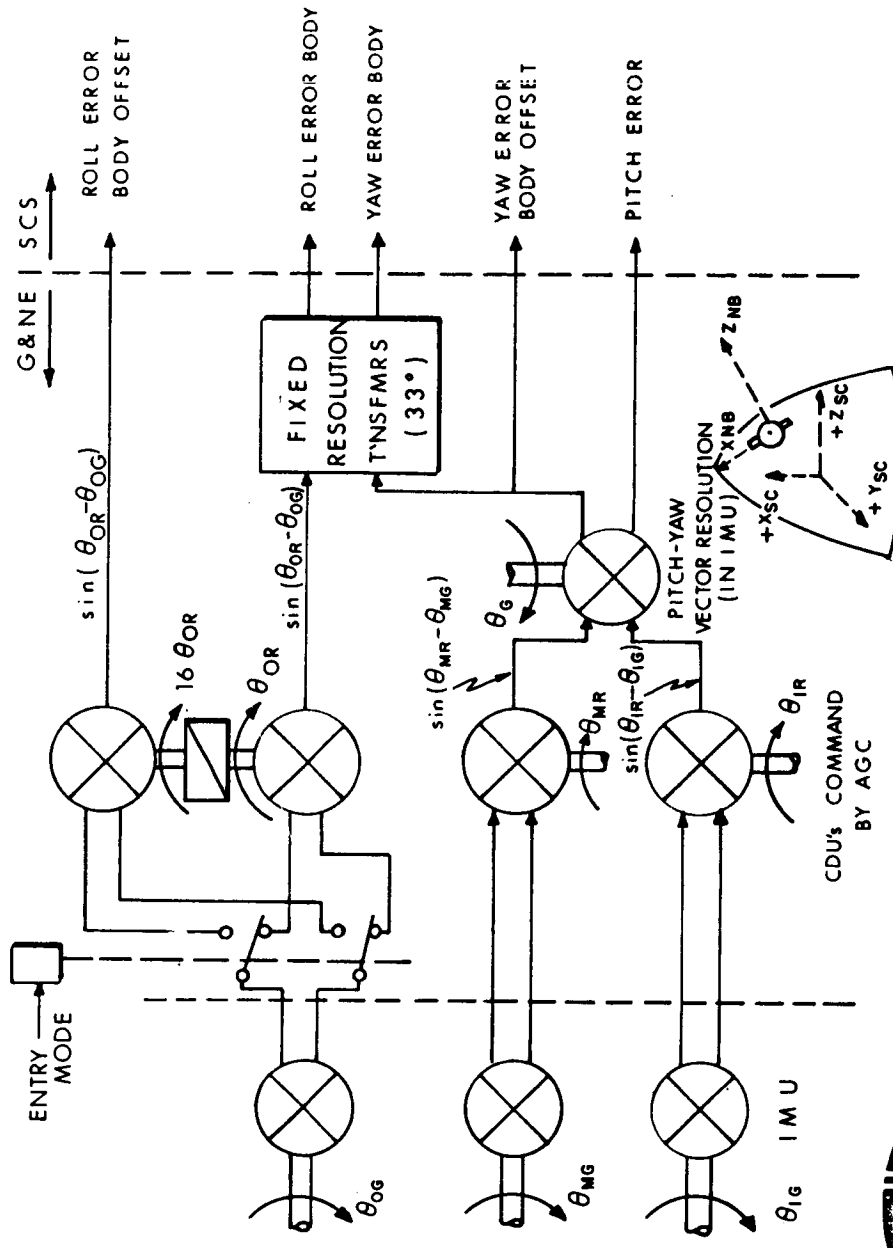 G&NE
SCS
ROLL ERROR
BODY OFFSET
ROLL ERROR BODY
YAW ERROR BODY
YAW ERROR
BODY OFFSET
PITCH ERROR
sin(θOR-θOG)
FIXED
RESOLUTION
T'NSFMRS
(33°)
sin(θOR-θOG)
16 θOR
θOR
ENTRY
MODE
θG
PITCH-YAW
VECTOR RESOLUTION
(IN IMU)
sin(θMR-θMG)
sin(θIR-θIG)
θMR
θIR
CDU's COMMAND
BY AGC
+XSC
XNB
ZNB
+ZSC
+YSC
IMU
θOG
θMG
θIG